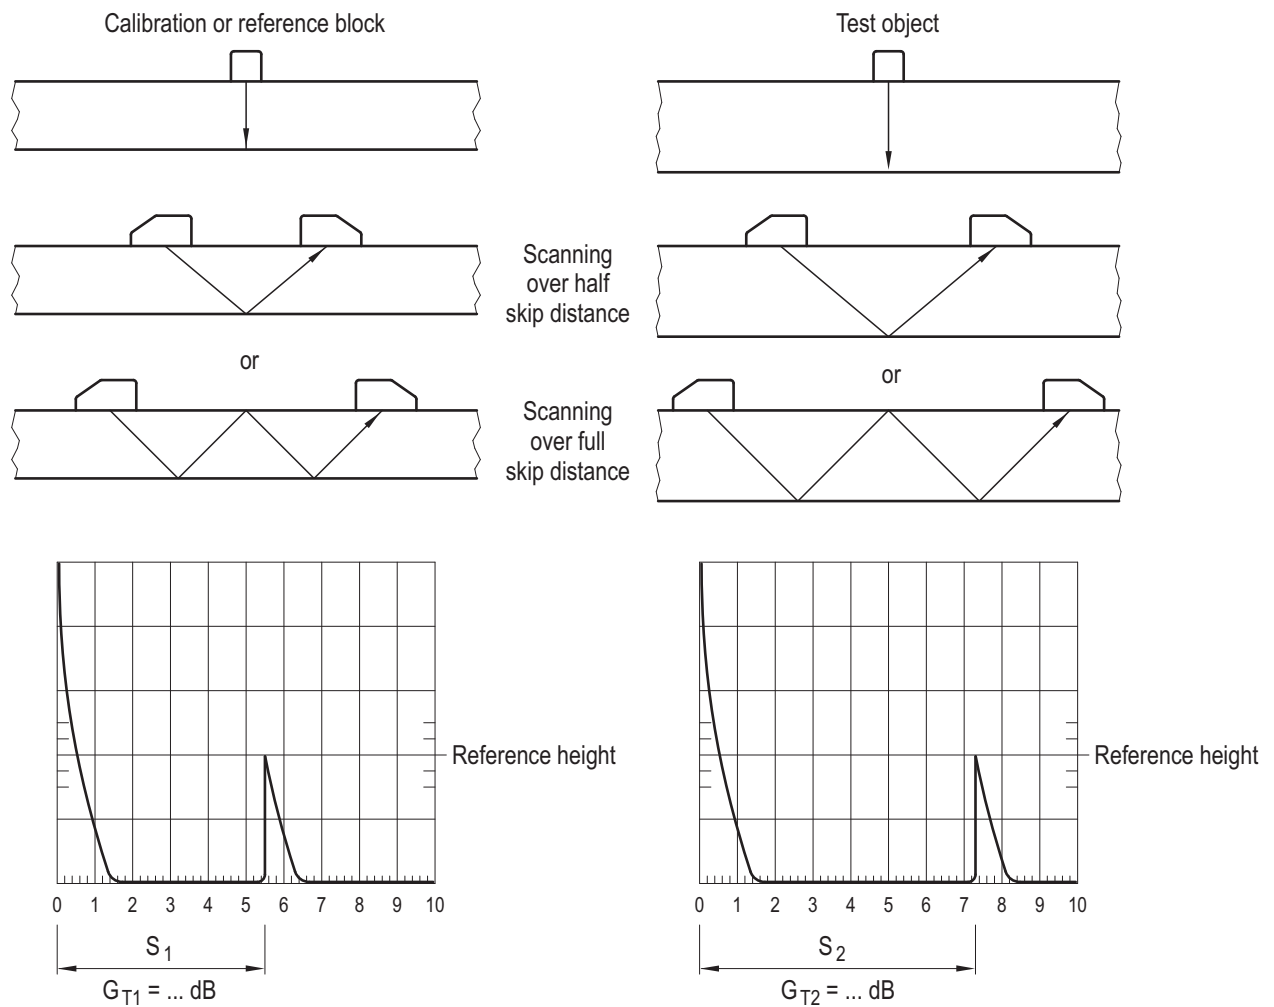 Calibration or reference block
Test object
Scanning
over half
skip distance
or
or
Scanning
over full
skip distance
Reference height
0 1 2 3 4 5 6 7 8 9 10
S1
GT1 = ... dB
Reference height
0 1 2 3 4 5 6 7 8 9 10
S2
GT2 = ... dB